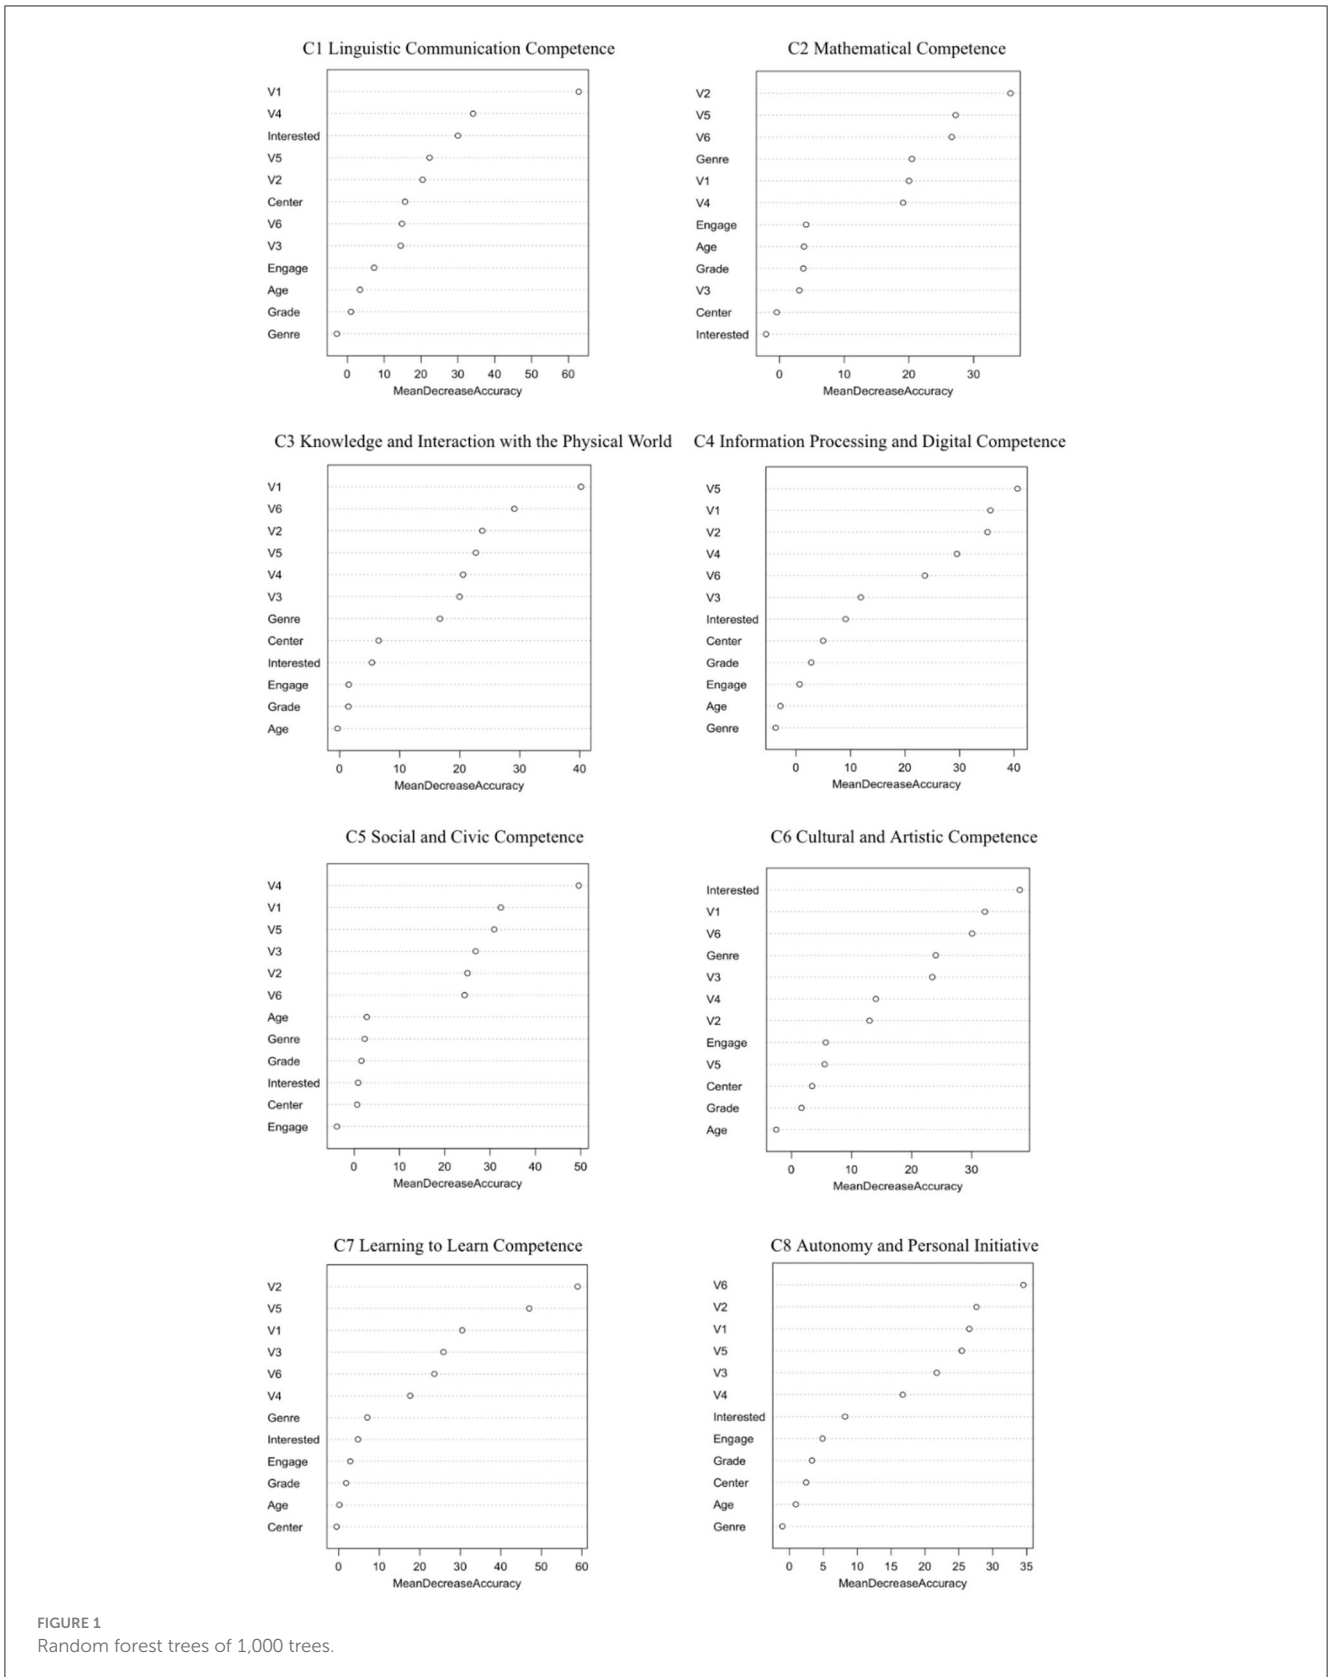 C1 Linguistic Communication Competence
V1
V4
Interested
V5
V2
Center
V6
V3
Engage
Age
Grade
Genre
0 10 20 30 40 50 60
MeanDecreaseAccuracy
C2 Mathematical Competence
V2
V5
V6
Genre
V1
V4
Engage
Age
Grade
V3
Center
Interested
0 10 20 30
MeanDecreaseAccuracy
C3 Knowledge and Interaction with the Physical World
V1
V6
V2
V5
V4
V3
Genre
Center
Interested
Engage
Grade
Age
0 10 20 30 40
MeanDecreaseAccuracy
C4 Information Processing and Digital Competence
V5
V1
V2
V4
V6
V3
Interested
Center
Grade
Engage
Age
Genre
0 10 20 30 40
MeanDecreaseAccuracy
C5 Social and Civic Competence
V4
V1
V5
V3
V2
V6
Age
Genre
Grade
Interested
Center
Engage
0 10 20 30 40 50
MeanDecreaseAccuracy
C6 Cultural and Artistic Competence
Interested
V1
V6
Genre
V3
V4
V2
Engage
V5
Center
Grade
Age
0 10 20 30
MeanDecreaseAccuracy
C7 Learning to Learn Competence
V2
V5
V1
V3
V6
V4
Genre
Interested
Engage
Grade
Age
Center
0 10 20 30 40 50 60
MeanDecreaseAccuracy
C8 Autonomy and Personal Initiative
V6
V2
V1
V5
V3
V4
Interested
Engage
Grade
Center
Age
Genre
0 5 10 15 20 25 30 35
MeanDecreaseAccuracy
FIGURE 1
Random forest trees of 1,000 trees.